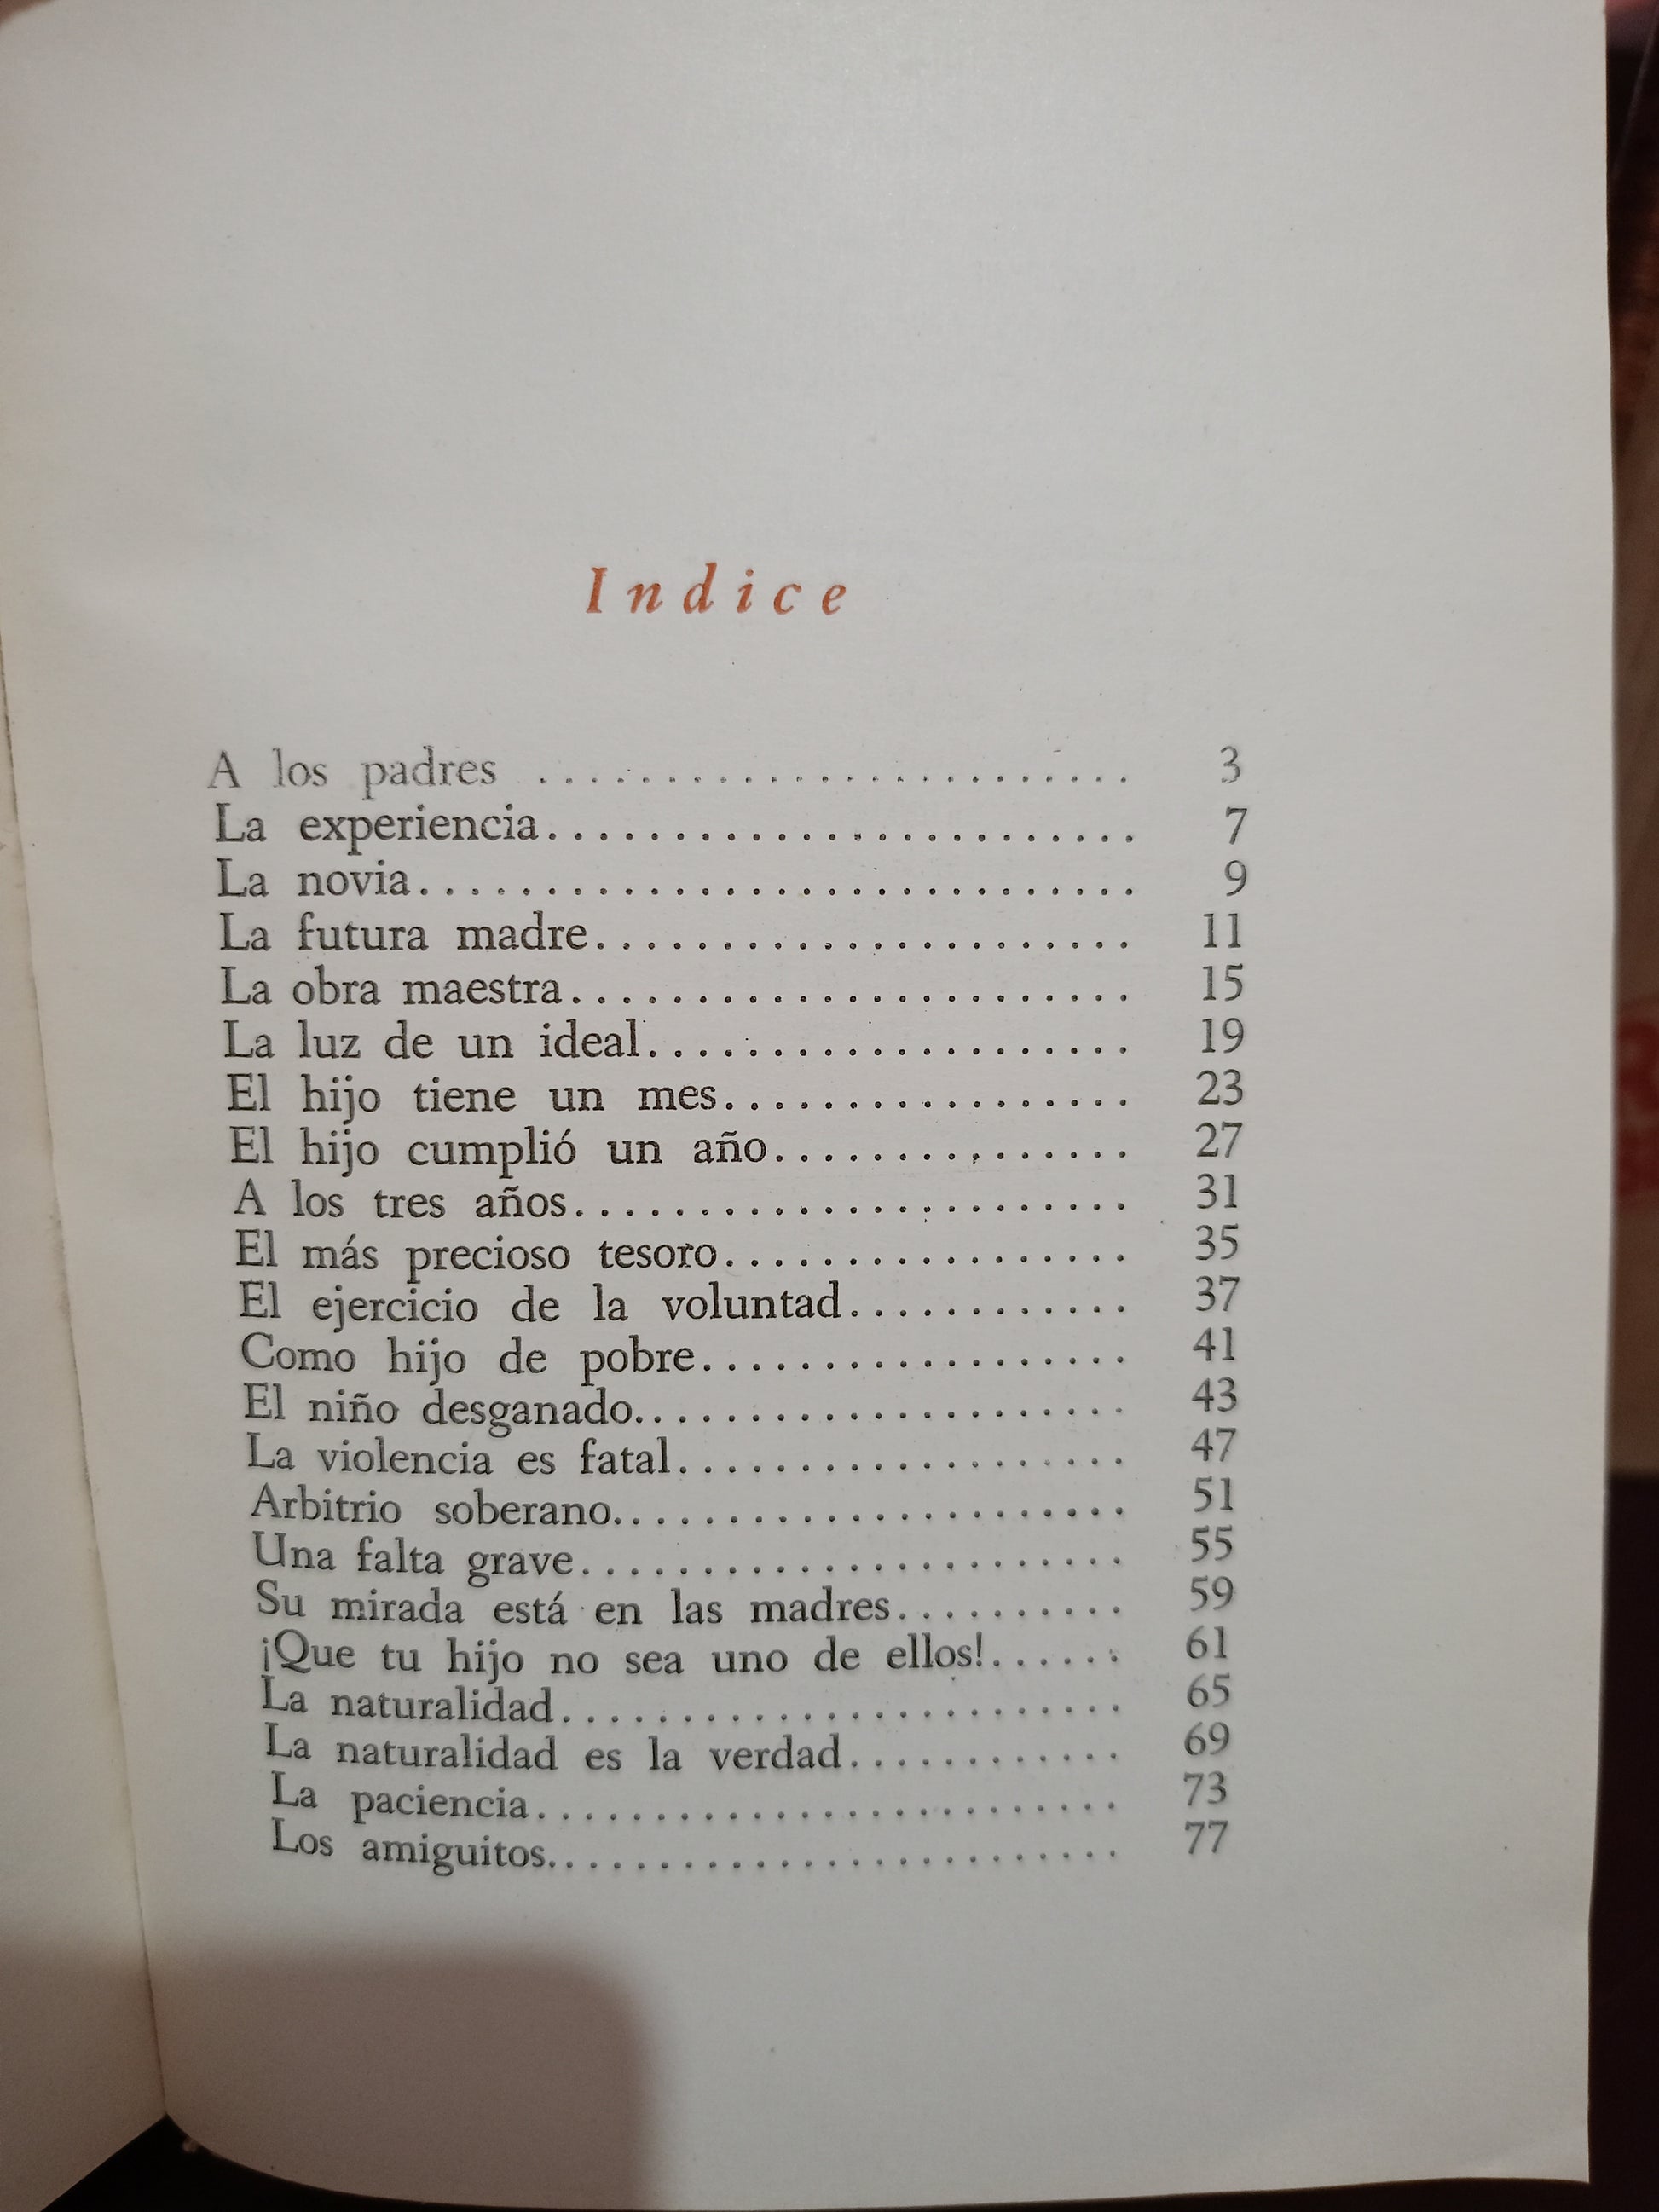 Indice
A los padres ........................ 3
La experiencia........................ 7
La novia............................. 9
La futura madre...................... 11
La obra maestra....................... 15
La luz de un ideal.................... 19
El hijo tiene un mes................. 23
El hijo cumplió un año............... 27
A los tres años...................... 31
El más precioso tesoro................ 35
El ejercicio de la voluntad............ 37
Como hijo de pobre................. 41
El niño desganado.................... 43
La violencia es fatal.................. 47
Arbitrio soberano..................... 51
Una falta grave....................... 55
Su mirada está en las madres.......... 59
¡Que tu hijo no sea uno de ellos!...... 61
La naturalidad....................... 65
La naturalidad es la verdad............ 69
La paciencia......................... 73
Los amiguitos........................ 77